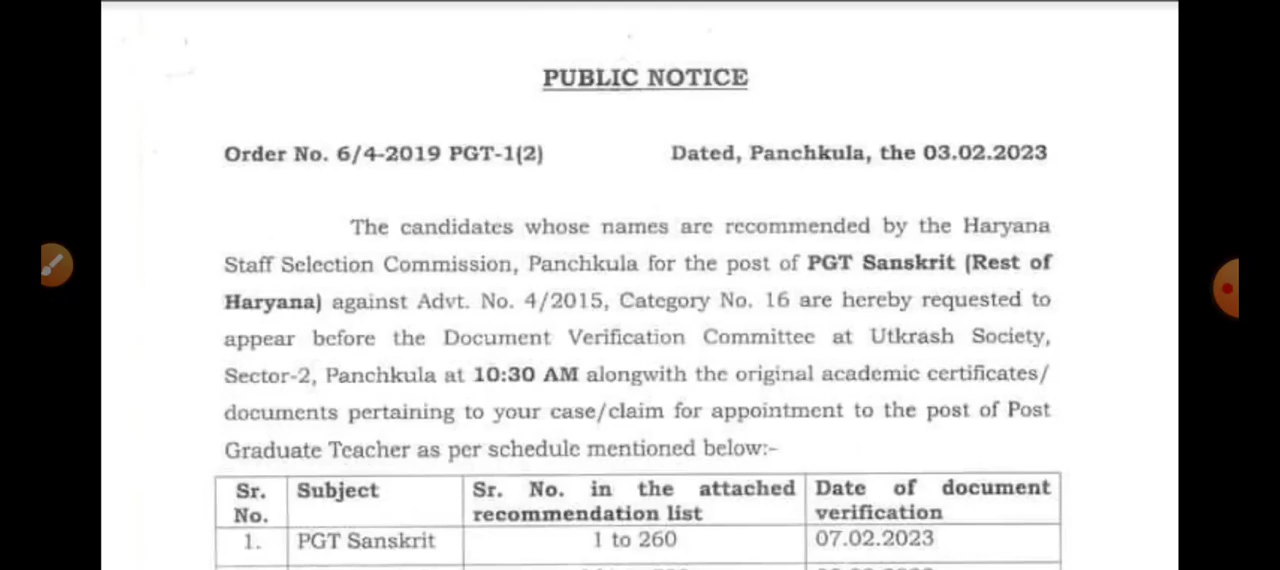 PUBLIC NOTICE
Order No. 6/4-2019 PGT-1(2) Dated, Panchkula, the 03.02.2023
The candidates whose names are recommended by the Haryana
Staff Selection Commission, Panchkula for the post of PGT Sanskrit (Rest of
Haryana) against Advt. No. 4/2015, Category No. 16 are hereby requested to
appear before the Document Verification Committee at Utkrash Society,
Sector-2, Panchkula at 10:30 AM alongwith the original academic certificates/
documents pertaining to your case/claim for appointment to the post of Post
Graduate Teacher as per schedule mentioned below:-
Sr. Subject Sr. No. in the attached Date of document
No. recommendation list verification
1. PGT Sanskrit 1 to 260 07.02.2023